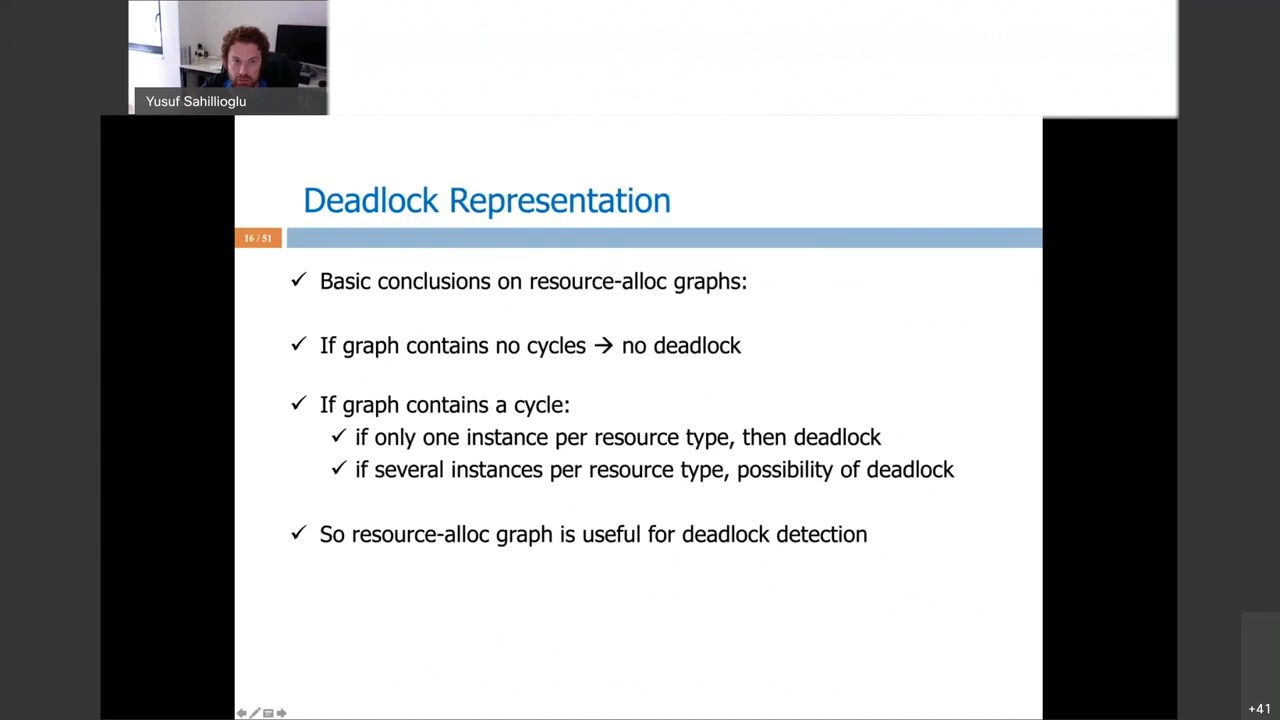 Yusuf Sahillioglu
Deadlock Representation
16 / 51
✓ Basic conclusions on resource-alloc graphs:
✓ If graph contains no cycles → no deadlock
✓ If graph contains a cycle:
✓ if only one instance per resource type, then deadlock
✓ if several instances per resource type, possibility of deadlock
✓ So resource-alloc graph is useful for deadlock detection
+41